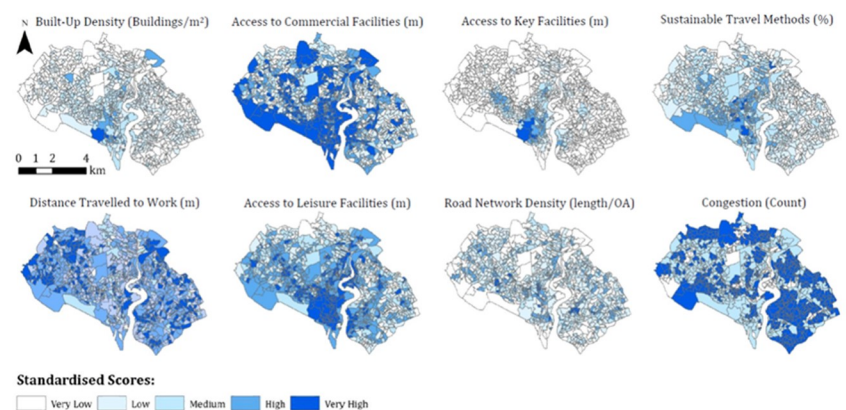 Built-Up Density (Buildings/m²)
Access to Commercial Facilities (m)
Access to Key Facilities (m)
Sustainable Travel Methods (%)
N
0 1 2 4
km
Distance Travelled to Work (m)
Access to Leisure Facilities (m)
Road Network Density (length/OA)
Congestion (Count)
Standardised Scores:
Very Low Low Medium High Very High